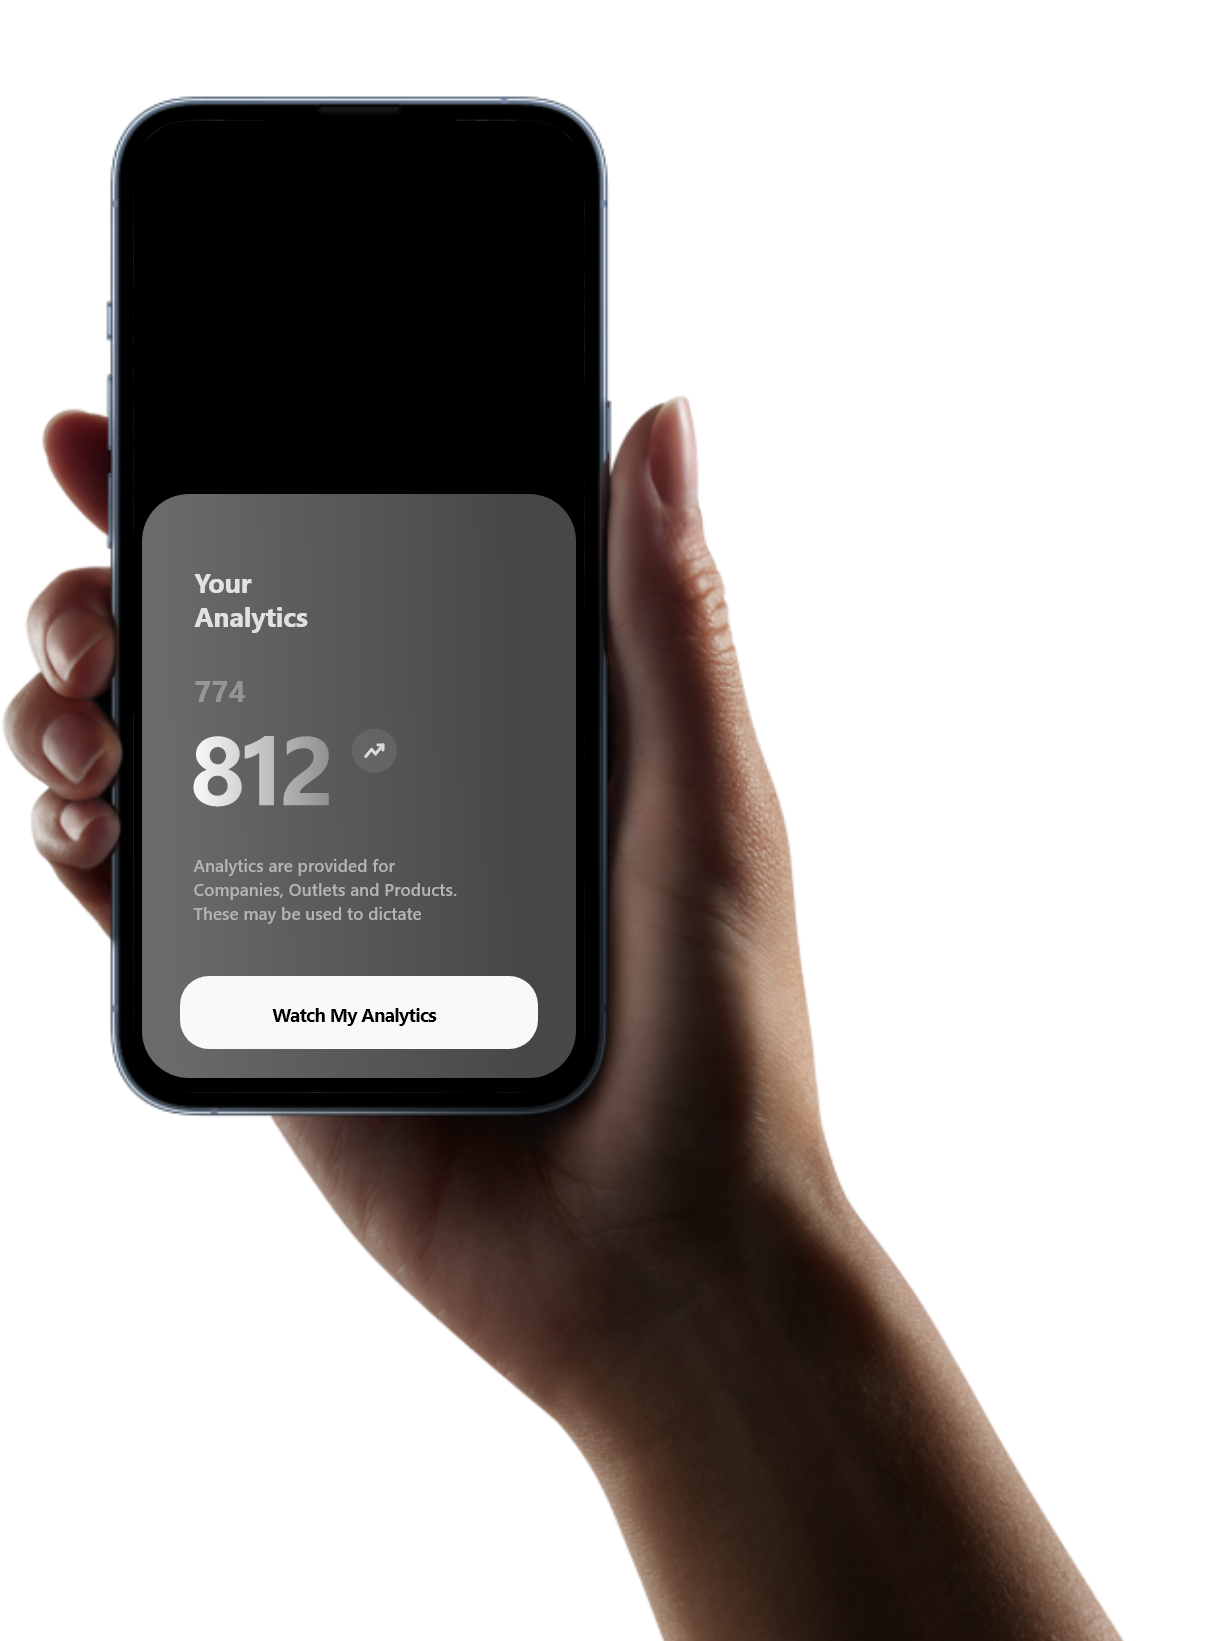 Your
Analytics
774
812
Analytics are provided for
Companies, Outlets and Products.
These may be used to dictate
Watch My Analytics